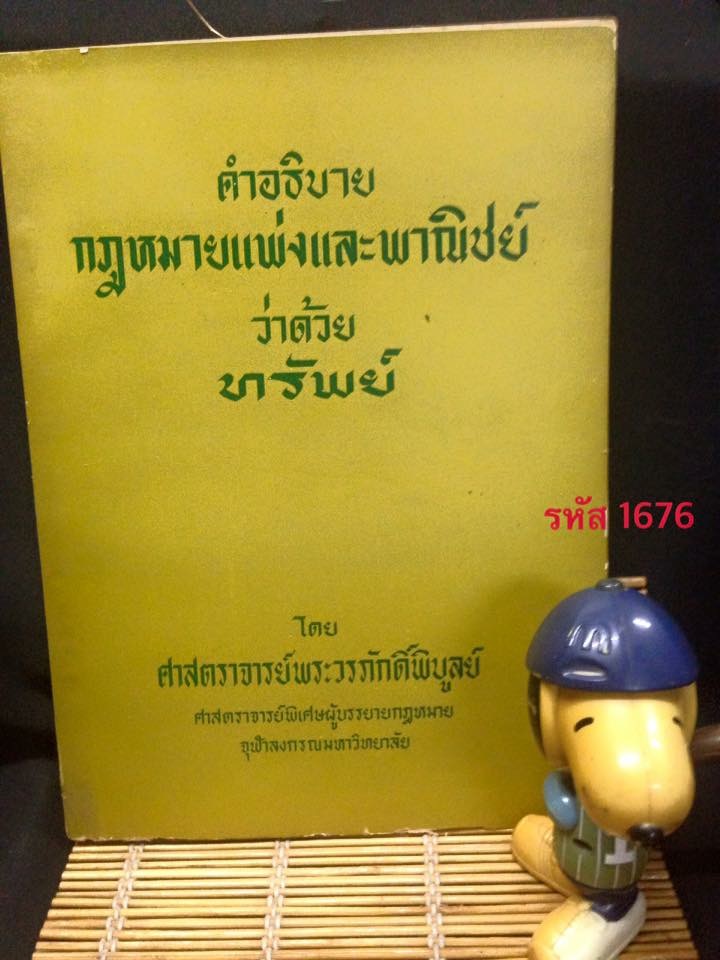 คำอธิบาย
กฎหมายแพ่งและพาณิชย์
ว่าด้วย
ทรัพย์
รหัส 1676
โดย
ศาสตราจารย์พระวรภักดิ์พิบูลย์
ศาสตราจารย์พิเศษผู้บรรยายกฎหมาย
จุฬาลงกรณมหาวิทยาลัย